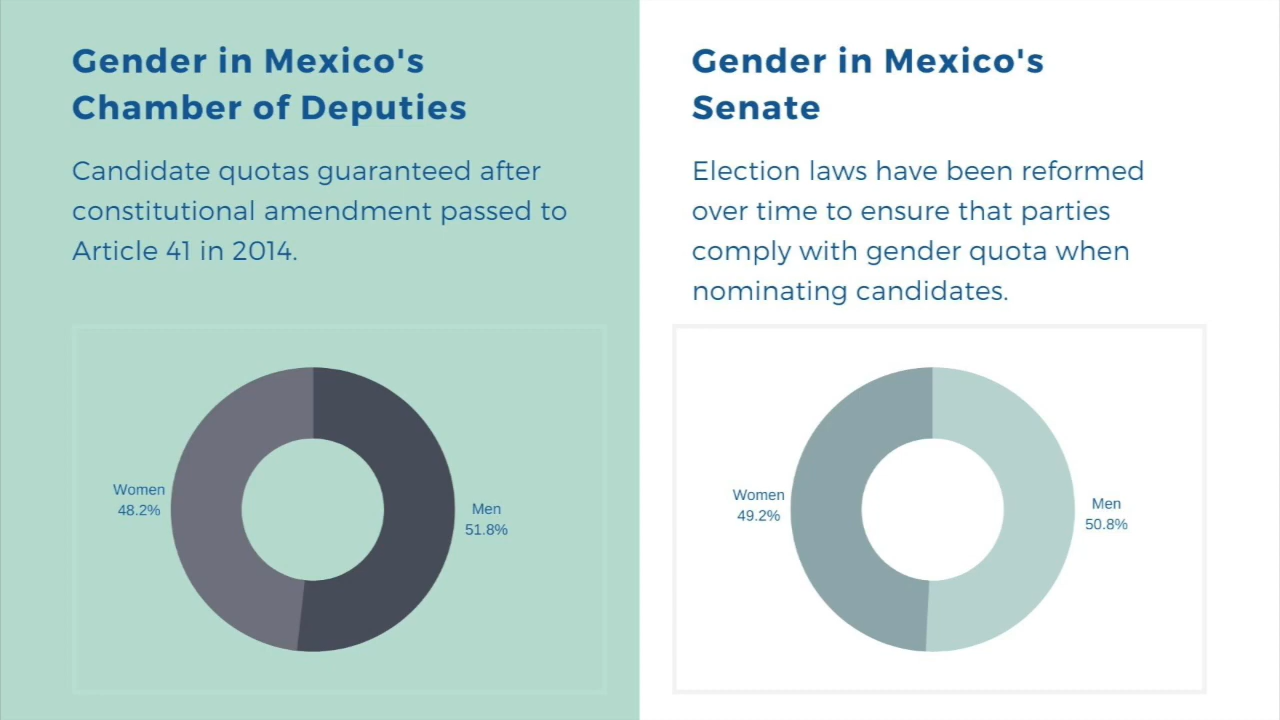 Gender in Mexico's
Chamber of Deputies
Candidate quotas guaranteed after
constitutional amendment passed to
Article 41 in 2014.
Women
48.2%
Men
51.8%
Gender in Mexico's
Senate
Election laws have been reformed
over time to ensure that parties
comply with gender quota when
nominating candidates.
Women
49.2%
Men
50.8%